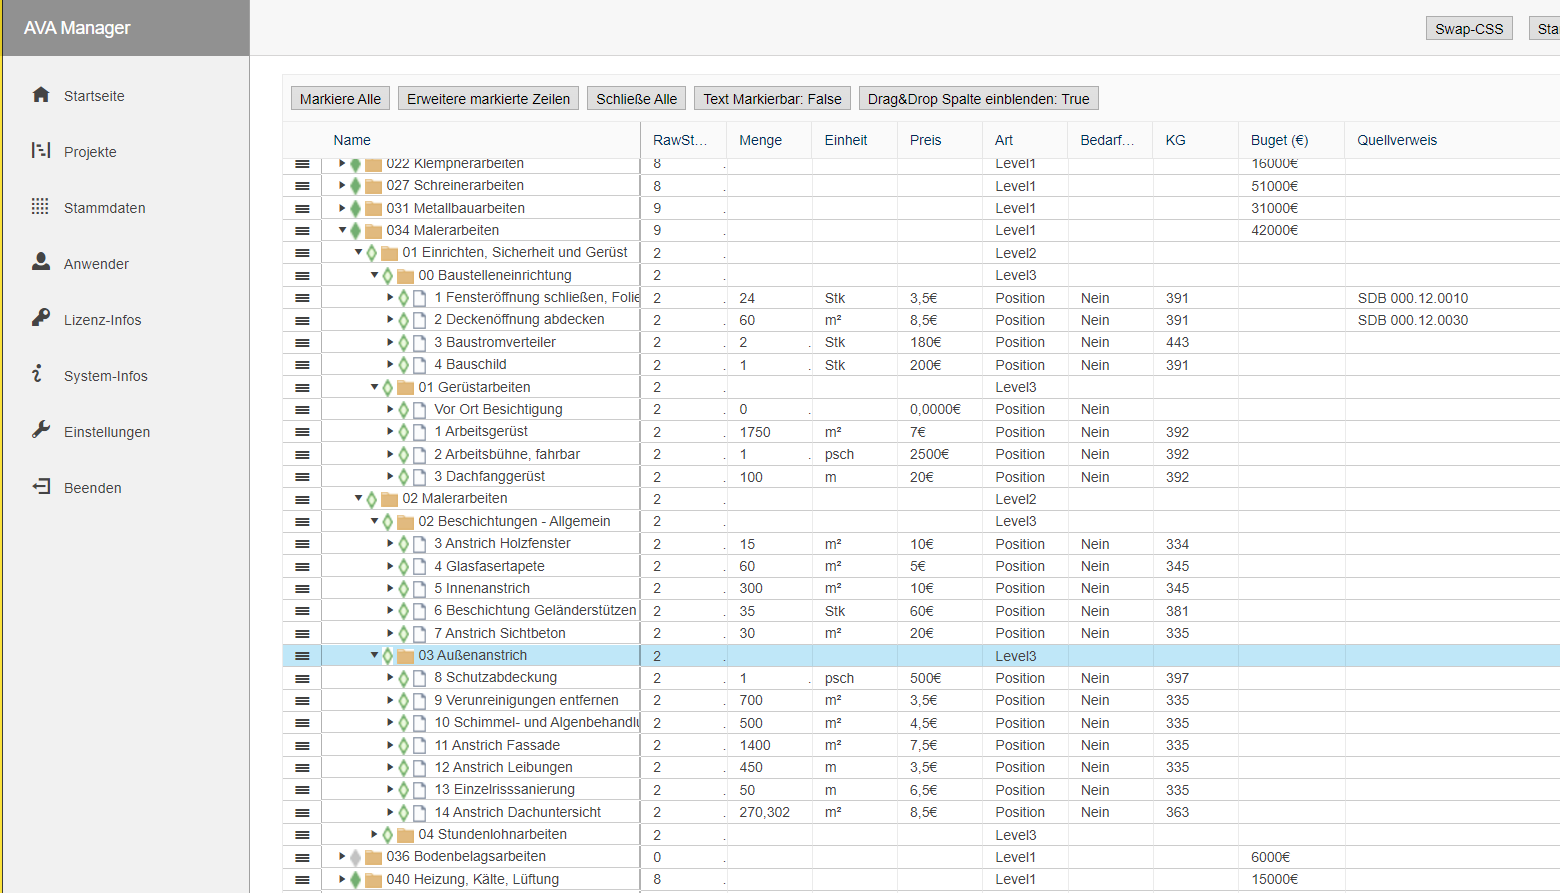 AVA Manager
Swap-CSS
Startseite
Projekte
Stammdaten
Anwender
Lizenz-Infos
System-Infos
Einstellungen
Beenden
Markiere Alle Erweitere markierte Zeilen Schließe Alle Text Markierbar: False Drag&Drop Spalte einblenden: True
Name RawSt... Menge Einheit Preis Art Bedarf... KG Buget (€) Quellverweis
022 Klempnerarbeiten 8 . Level1 16000€
027 Schreinerarbeiten 8 . Level1 51000€
031 Metallbauarbeiten 9 . Level1 31000€
034 Malerarbeiten 9 . Level1 42000€
01 Einrichten, Sicherheit und Gerüst 2 . Level2
00 Baustelleneinrichtung 2 . Level3
1 Fensteröffnung schließen, Folie 2 . 24 Stk 3,5€ Position Nein 391 SDB 000.12.0010
2 Deckenöffnung abdecken 2 . 60 m² 8,5€ Position Nein 391 SDB 000.12.0030
3 Baustromverteiler 2 . 2 . Stk 180€ Position Nein 443
4 Bauschild 2 . 1 . Stk 200€ Position Nein 391
01 Gerüstarbeiten 2 . Level3
Vor Ort Besichtigung 2 . 0 . 0,0000€ Position Nein
1 Arbeitsgerüst 2 . 1750 m² 7€ Position Nein 392
2 Arbeitsbühne, fahrbar 2 . 1 . psch 2500€ Position Nein 392
3 Dachfanggerüst 2 . 100 m 20€ Position Nein 392
02 Malerarbeiten 2 . Level2
02 Beschichtungen - Allgemein 2 . Level3
3 Anstrich Holzfenster 2 . 15 m² 10€ Position Nein 334
4 Glasfasertapete 2 . 60 m² 5€ Position Nein 345
5 Innenanstrich 2 . 300 m² 10€ Position Nein 345
6 Beschichtung Geländerstützen 2 . 35 Stk 60€ Position Nein 381
7 Anstrich Sichtbeton 2 . 30 m² 20€ Position Nein 335
03 Außenanstrich 2 . Level3
8 Schutzabdeckung 2 . 1 . psch 500€ Position Nein 397
9 Verunreinigungen entfernen 2 . 700 m² 3,5€ Position Nein 335
10 Schimmel- und Algenbehandlu 2 . 500 m² 4,5€ Position Nein 335
11 Anstrich Fassade 2 . 1400 m² 7,5€ Position Nein 335
12 Anstrich Leibungen 2 . 450 m 3,5€ Position Nein 335
13 Einzelrisssanierung 2 . 50 m 6,5€ Position Nein 335
14 Anstrich Dachuntersicht 2 . 270,302 m² 8,5€ Position Nein 363
04 Stundenlohnarbeiten 2 . Level3
036 Bodenbelagsarbeiten 0 . Level1 6000€
040 Heizung, Kälte, Lüftung 8 . Level1 15000€